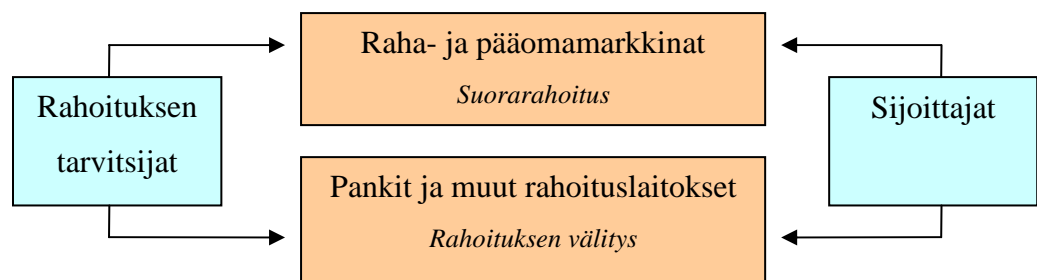 Raha- ja pääomamarkkinat
Suorarahoitus
Rahoituksen
tarvitsijat
Sijoittajat
Pankit ja muut rahoituslaitokset
Rahoituksen välitys